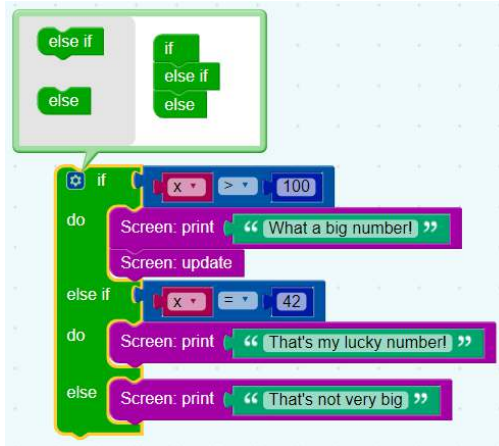 else if
else
if
else if
else
if x > 100
do Screen: print “ What a big number! ”
Screen: update
else if x = 42
do Screen: print “ That's my lucky number! ”
else Screen: print “ That's not very big ”